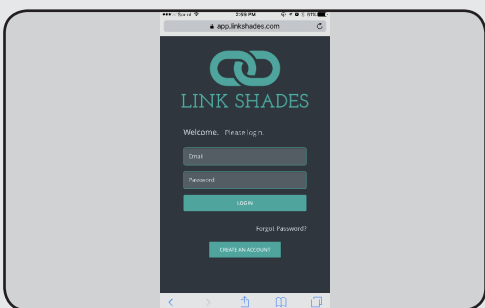 2:59 PM
app.linkshades.com
LINK SHADES
Welcome. Please log in.
Email
Password
LOGIN
Forgot Password?
CREATE AN ACCOUNT